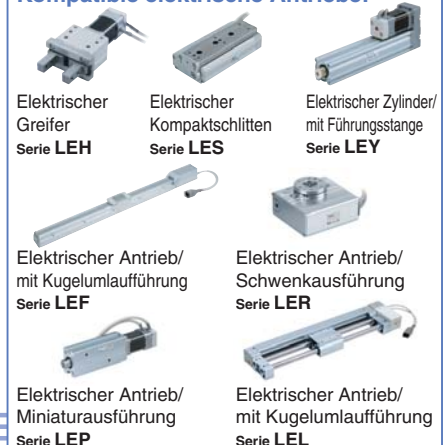 Kompatible elektrische Antriebe:
Elektrischer
Greifer
Serie LEH
Elektrischer
Kompaktschlitten
Serie LES
Elektrischer Zylinder/
mit Führungsstange
Serie LEY
Elektrischer Antrieb/
mit Kugelumlaufführung
Serie LEF
Elektrischer Antrieb/
Schwenkausführung
Serie LER
Elektrischer Antrieb/
Miniaturausführung
Serie LEP
Elektrischer Antrieb/
mit Kugelumlaufführung
Serie LEL